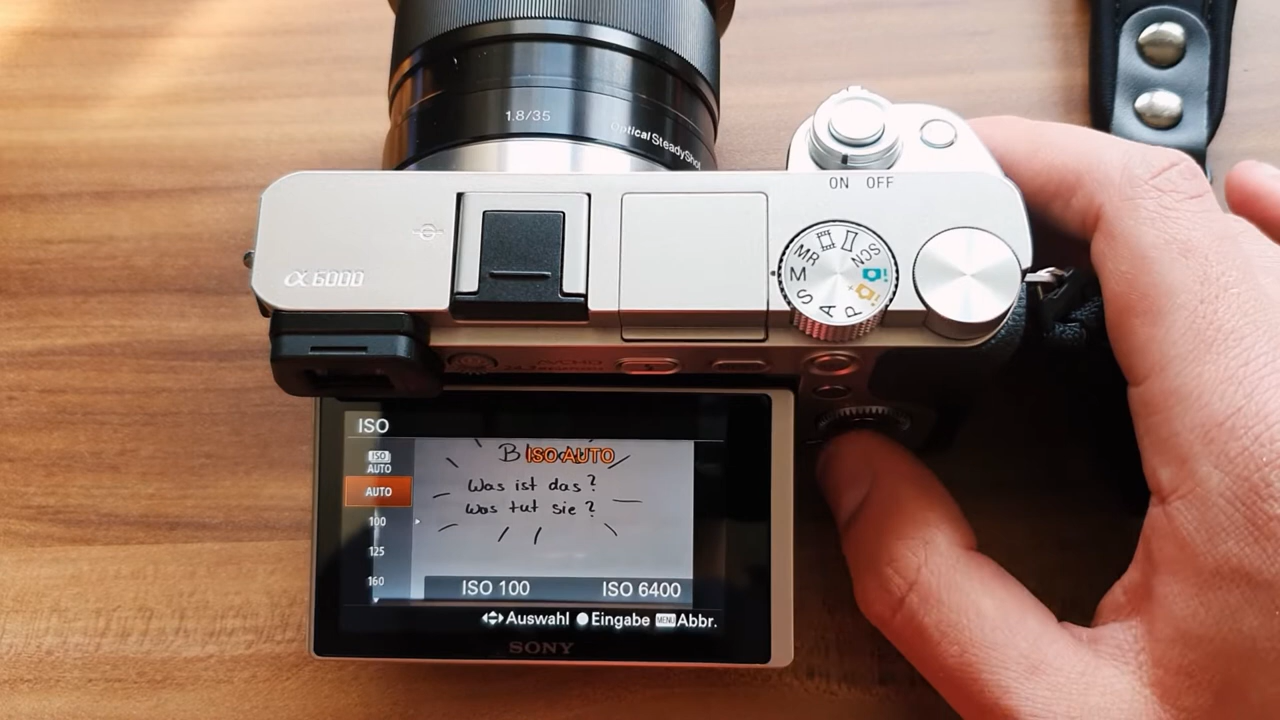 1.8/35
Optical SteadyShot
ON OFF
α6000
MR
M
S
A
P
SCN
ISO
ISO AUTO
AUTO
100
125
160
B
ISO AUTO
Was ist das?
Was tut sie?
ISO 100 ISO 6400
Auswahl Eingabe MENU Abbr.
SONY